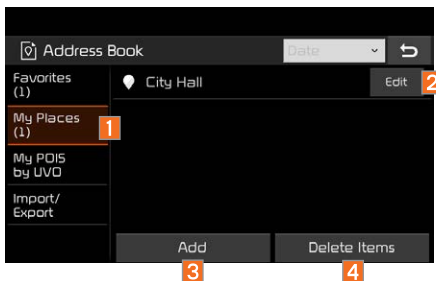 Address Book
Date
Favorites
(1)
City Hall
Edit
2
My Places
(1)
1
My POIS
by UVO
Import/
Export
Add
Delete Items
3
4